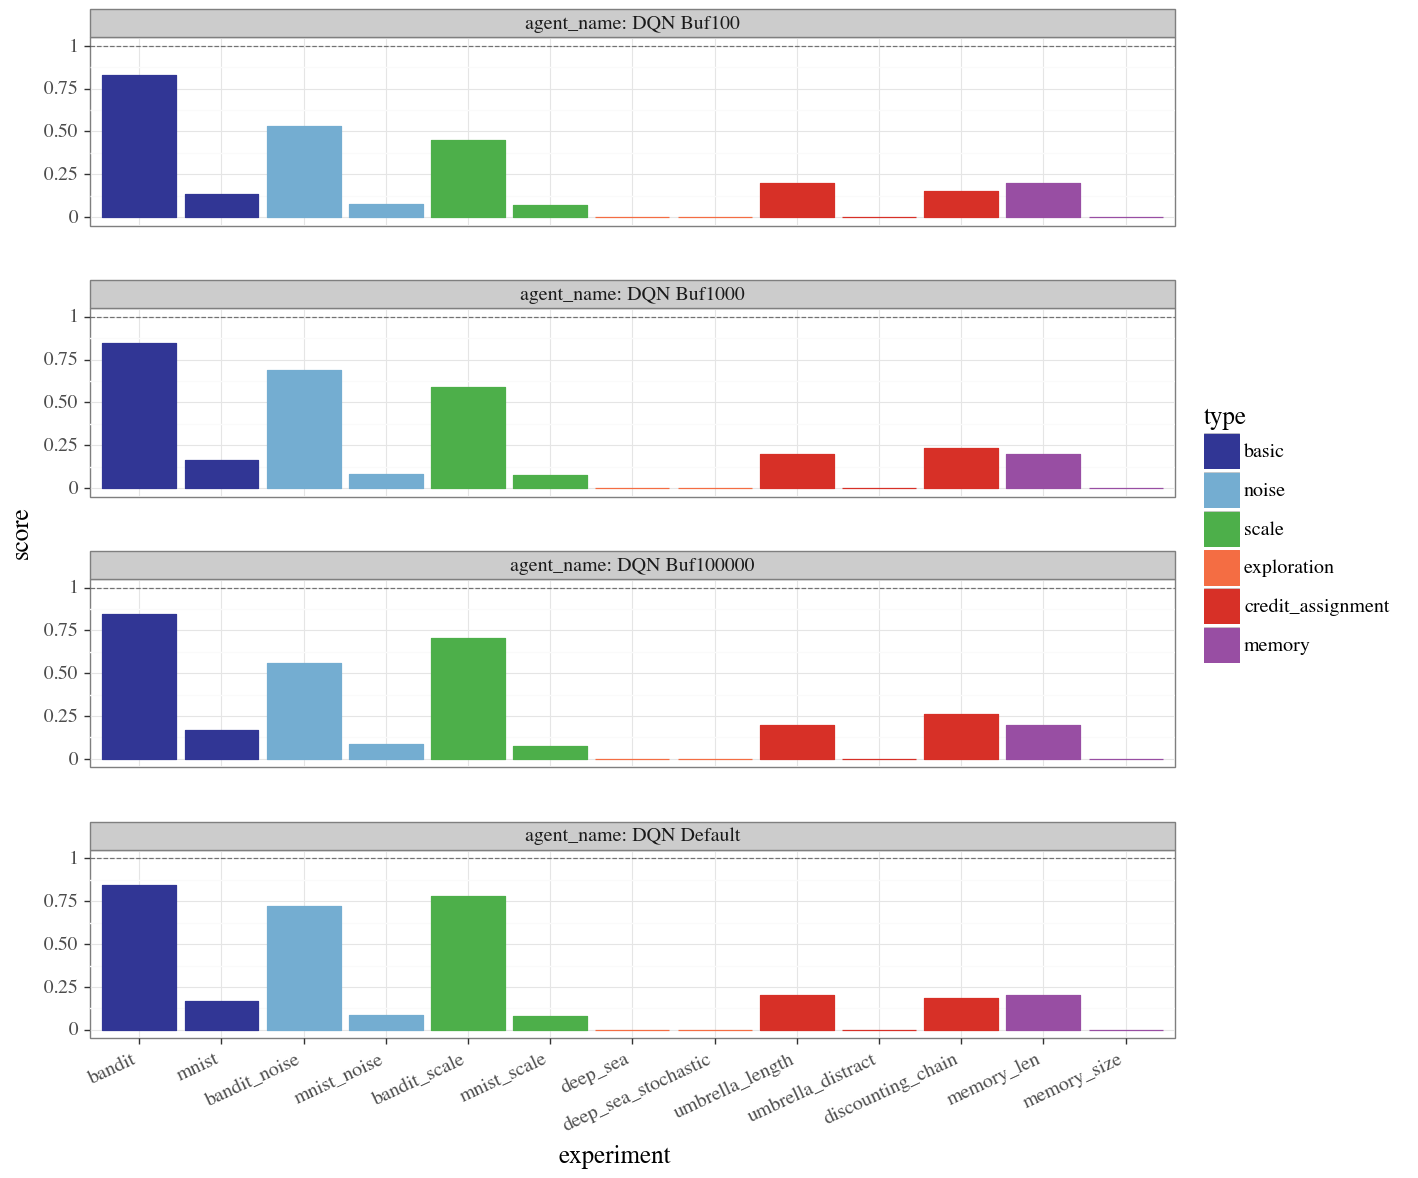 agent_name: DQN Buf100
1
0.75
0.50
0.25
0
agent_name: DQN Buf1000
1
0.75
0.50
0.25
0
agent_name: DQN Buf100000
1
0.75
0.50
0.25
0
agent_name: DQN Default
1
0.75
0.50
0.25
0
score
bandit
mnist
bandit_noise
mnist_noise
bandit_scale
mnist_scale
deep_sea
deep_sea_stochastic
umbrella_length
umbrella_distract
discounting_chain
memory_len
memory_size
experiment
type
basic
noise
scale
exploration
credit_assignment
memory